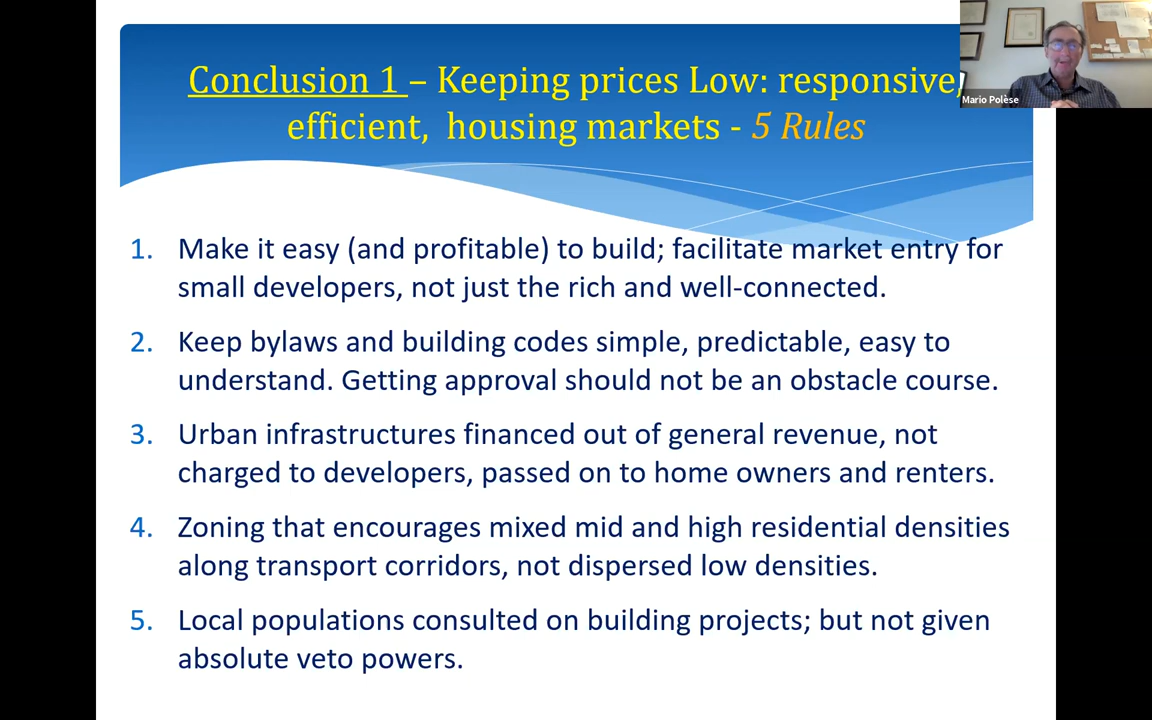 Conclusion 1 – Keeping prices Low: responsive,
efficient, housing markets - 5 Rules
Mario Polèse
1. Make it easy (and profitable) to build; facilitate market entry for
small developers, not just the rich and well-connected.
2. Keep bylaws and building codes simple, predictable, easy to
understand. Getting approval should not be an obstacle course.
3. Urban infrastructures financed out of general revenue, not
charged to developers, passed on to home owners and renters.
4. Zoning that encourages mixed mid and high residential densities
along transport corridors, not dispersed low densities.
5. Local populations consulted on building projects; but not given
absolute veto powers.